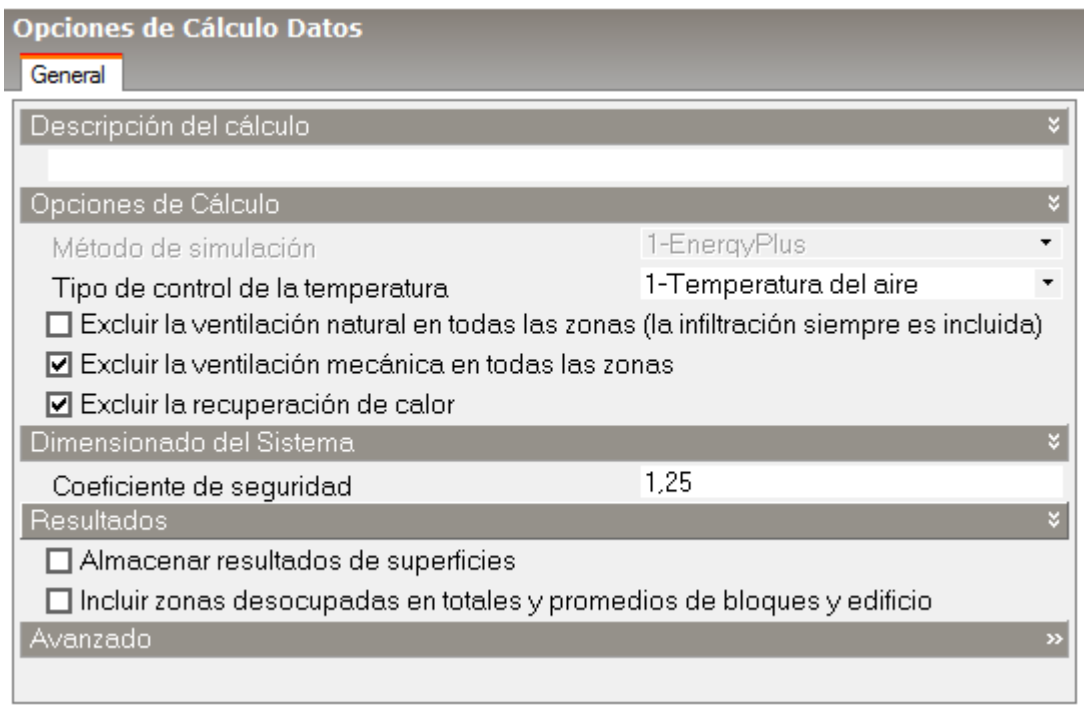 Opciones de Cálculo Datos
General
Descripción del cálculo
Opciones de Cálculo
Método de simulación 1-EnergyPlus
Tipo de control de la temperatura 1-Temperatura del aire
Excluir la ventilación natural en todas las zonas (la infiltración siempre es incluida)
Excluir la ventilación mecánica en todas las zonas
Excluir la recuperación de calor
Dimensionado del Sistema
Coeficiente de seguridad 1,25
Resultados
Almacenar resultados de superficies
Incluir zonas desocupadas en totales y promedios de bloques y edificio
Avanzado